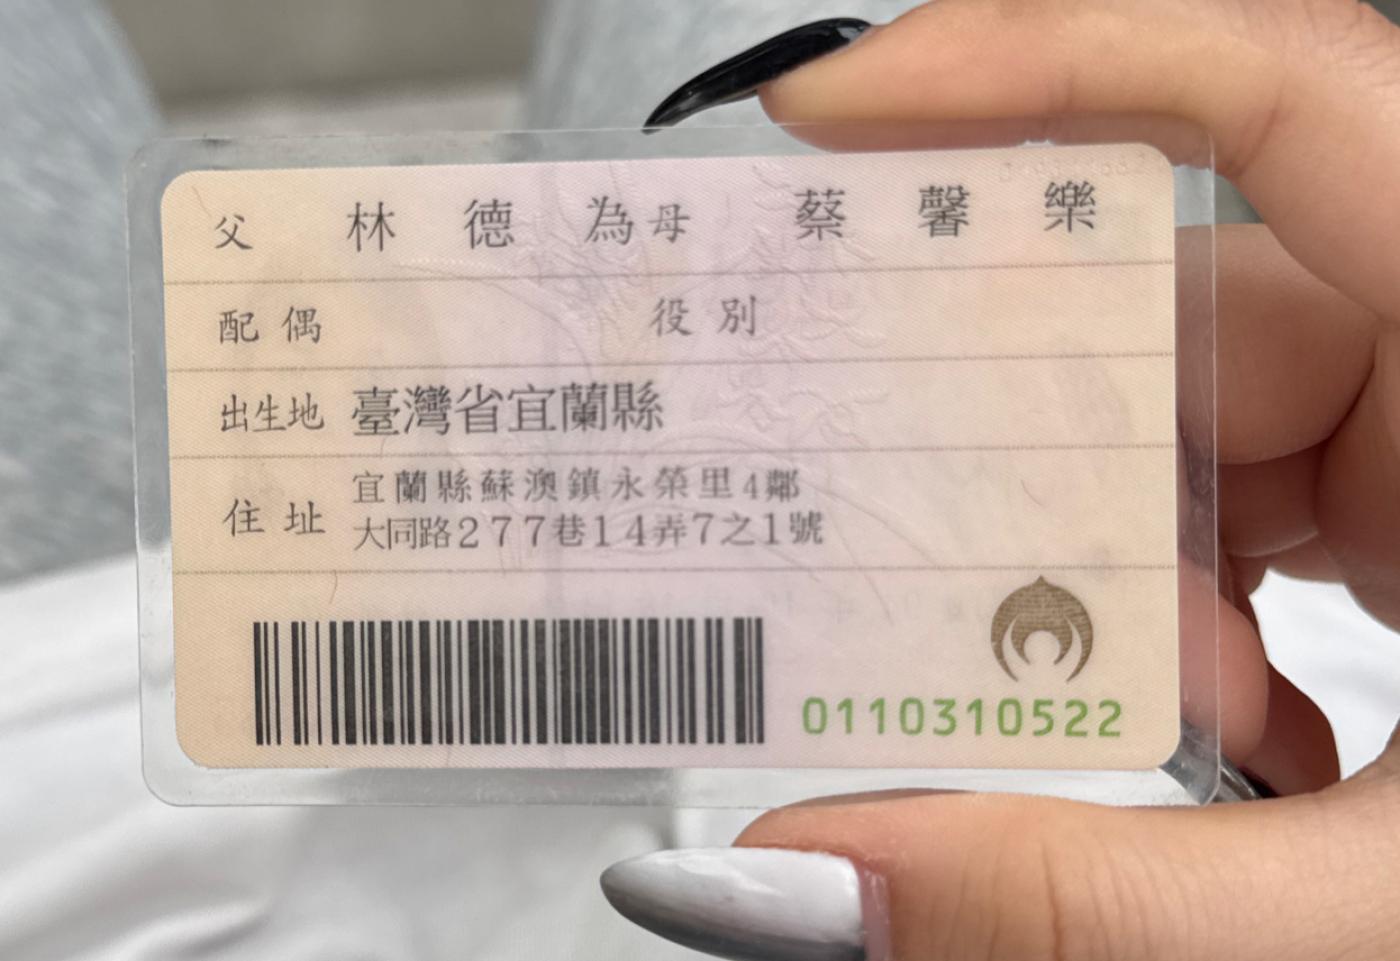 父 林德為 母 蔡馨樂
配偶 役別
出生地 臺灣省宜蘭縣
住址 宜蘭縣蘇澳鎮永榮里4鄰
大同路277巷14弄7之1號
0110310522